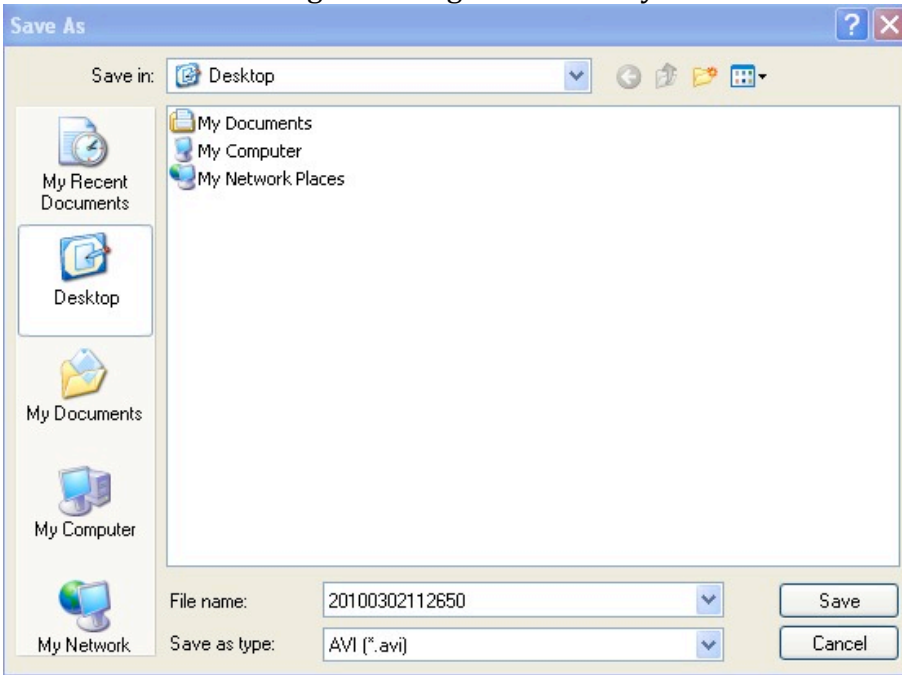 Save As
Save in: Desktop
My Documents
My Computer
My Network Places
My Recent
Documents
Desktop
My Documents
My Computer
My Network
File name: 20100302112650 Save
Save as type: AVI (*.avi) Cancel